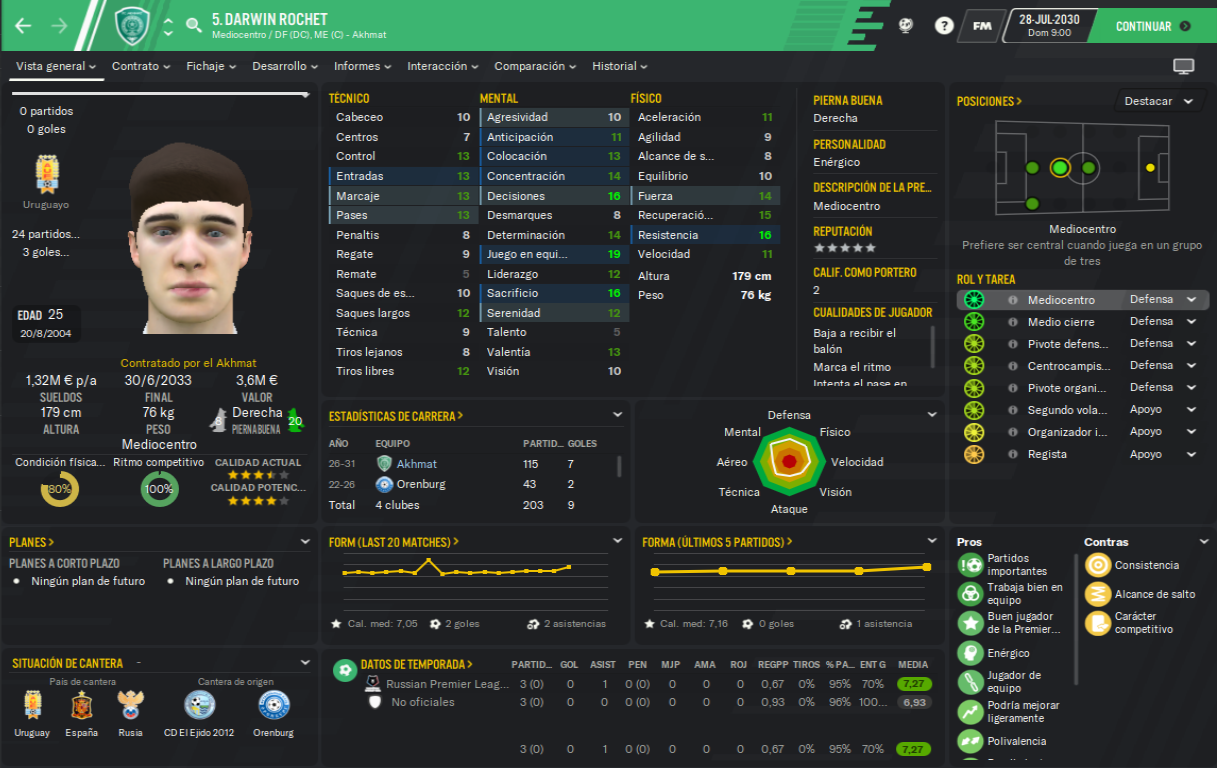 5. DARWIN ROCHET
Mediocentro / DF (DC), ME (C) - Akhmat
?
FM
28-JUL-2030
Dom 9:00
CONTINUAR
Vista general
Contrato
Fichaje
Desarrollo
Informes
Interacción
Comparación
Historial
0 partidos
0 goles
Uruguayo
24 partidos...
3 goles...
EDAD 25
20/8/2004
Contratado por el Akhmat
1,32M € p/a
SUELDOS
30/6/2033
FINAL
3,6M €
VALOR
179 cm
ALTURA
76 kg
PESO
8
Derecha
PIERNA BUENA
20
Mediocentro
Condición física...
80%
Ritmo competitivo
100%
CALIDAD ACTUAL
CALIDAD POTENC...
TÉCNICO
Cabeceo 10
Centros 7
Control 13
Entradas 13
Marcaje 13
Pases 13
Penaltis 8
Regate 9
Remate 5
Saques de es... 10
Saques largos 12
Técnica 9
Tiros lejanos 8
Tiros libres 12
MENTAL
Agresividad 10
Anticipación 11
Colocación 13
Concentración 14
Decisiones 16
Desmarques 8
Determinación 14
Juego en equi... 19
Liderazgo 12
Sacrificio 16
Serenidad 12
Talento 5
Valentía 13
Visión 10
FÍSICO
Aceleración 11
Agilidad 9
Alcance de s... 8
Equilibrio 10
Fuerza 14
Recuperació... 15
Resistencia 16
Velocidad 11
Altura 179 cm
Peso 76 kg
PIERNA BUENA
Derecha
PERSONALIDAD
Enérgico
DESCRIPCIÓN DE LA PRE...
Mediocentro
REPUTACIÓN
CALIF. COMO PORTERO
2
CUALIDADES DE JUGADOR
Baja a recibir el
balón
Marca el ritmo
Intenta el pase en
POSICIONES >
Destacar
Mediocentro
Prefiere ser central cuando juega en un grupo
de tres
ROL Y TAREA
Mediocentro Defensa
Medio cierre Defensa
Pivote defens... Defensa
Centrocampis... Defensa
Pivote organi... Defensa
Segundo vola... Apoyo
Organizador i... Apoyo
Regista Apoyo
ESTADÍSTICAS DE CARRERA >
AÑO EQUIPO PARTID... GOLES
26-31 Akhmat 115 7
22-26 Orenburg 43 2
Total 4 clubes 203 9
Defensa
Mental
Físico
Aéreo
Velocidad
Técnica
Visión
Ataque
PLANES >
PLANES A CORTO PLAZO
Ningún plan de futuro
PLANES A LARGO PLAZO
Ningún plan de futuro
FORM (LAST 20 MATCHES) >
Cal. med: 7,05 2 goles 2 asistencias
FORMA (ÚLTIMOS 5 PARTIDOS) >
Cal. med: 7,16 0 goles 1 asistencia
Pros
Partidos
importantes
Trabaja bien en
equipo
Buen jugador
de la Premier...
Enérgico
Jugador de
equipo
Podría mejorar
ligeramente
Polivalencia
Contras
Consistencia
Alcance de salto
Carácter
competitivo
SITUACIÓN DE CANTERA -
País de cantera
Uruguay
España
Rusia
Cantera de origen
CD El Ejido 2012
Orenburg
DATOS DE TEMPORADA >
PARTID... GOL ASIST PEN MJP AMA ROJ REGPP TIROS % PA... ENT G MEDIA
Russian Premier Leag... 3 (0) 0 1 0 (0) 0 0 0 0,67 0% 95% 70% 7,27
No oficiales 3 (0) 0 0 0 (0) 0 0 0 0,93 0% 96% 100... 6,93
3 (0) 0 1 0 (0) 0 0 0 0,67 0% 95% 70% 7,27